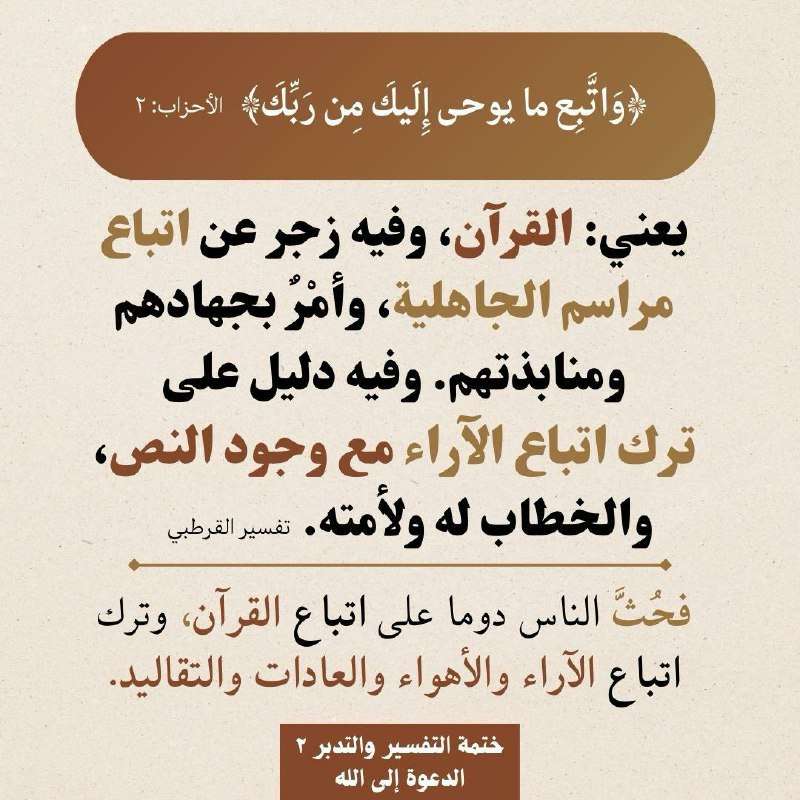 ﴿وَاتَّبِع ما يوحى إِلَيكَ مِن رَبِّكَ﴾ الأحزاب: ٢
يعني: القرآن، وفيه زجر عن اتباع
مراسم الجاهلية، وأمْرٌ بجهادهم
ومنابذتهم. وفيه دليل على
ترك اتباع الآراء مع وجود النص،
والخطاب له ولأمته. تفسير القرطبي
فحُثَّ الناس دوما على اتباع القرآن، وترك
اتباع الآراء والأهواء والعادات والتقاليد.
ختمة التفسير والتدبر ٢
الدعوة إلى الله